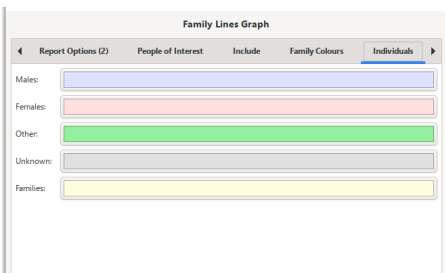 Family Lines Graph
Report Options (2) People of Interest Include Family Colours Individuals
Males:
Females:
Other:
Unknown:
Families: